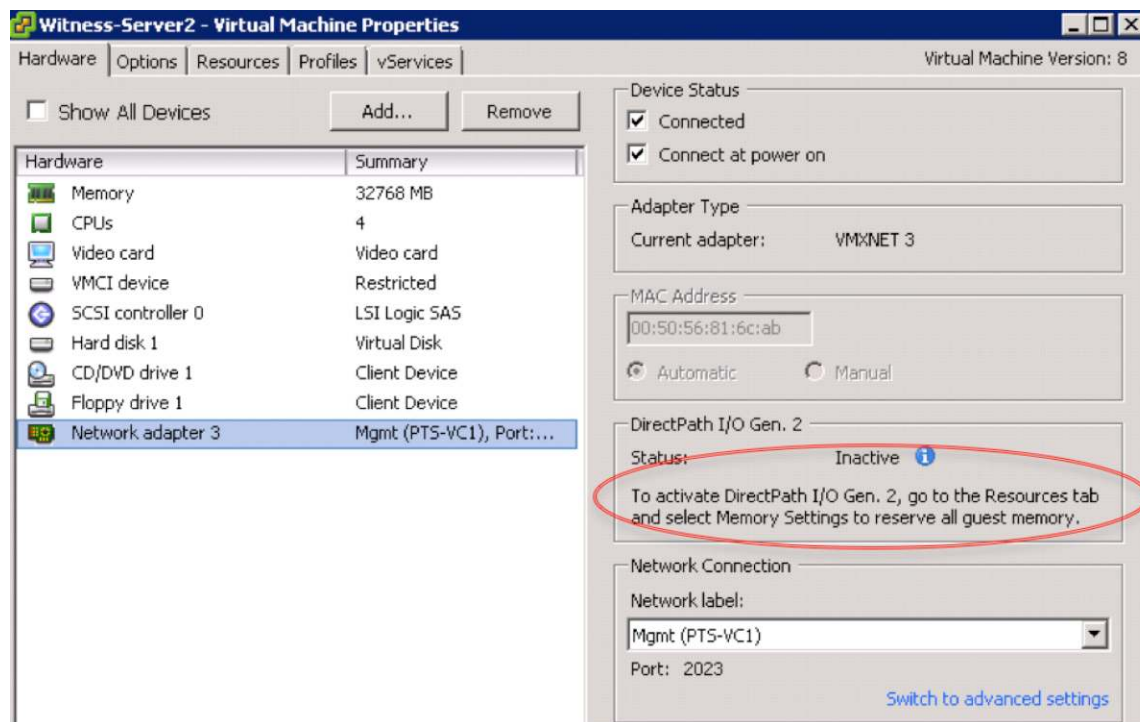 Witness-Server2 - Virtual Machine Properties
Hardware Options Resources Profiles vServices Virtual Machine Version: 8
Show All Devices Add... Remove
Hardware Summary
Memory 32768 MB
CPUs 4
Video card Video card
VMCI device Restricted
SCSI controller 0 LSI Logic SAS
Hard disk 1 Virtual Disk
CD/DVD drive 1 Client Device
Floppy drive 1 Client Device
Network adapter 3 Mgmt (PTS-VC1), Port:...
Device Status
Connected
Connect at power on
Adapter Type
Current adapter: VMXNET 3
MAC Address
00:50:56:81:6c:ab
Automatic Manual
DirectPath I/O Gen. 2
Status: Inactive
To activate DirectPath I/O Gen. 2, go to the Resources tab
and select Memory Settings to reserve all guest memory.
Network Connection
Network label:
Mgmt (PTS-VC1)
Port: 2023
Switch to advanced settings